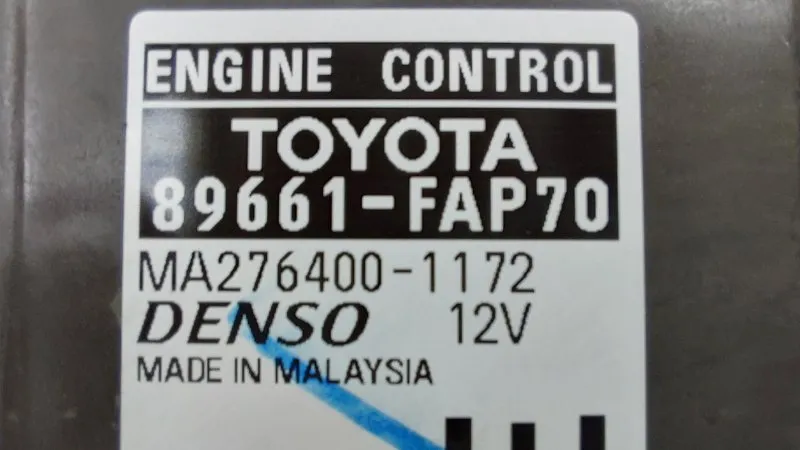 ENGINE CONTROL
TOYOTA
89661-FAP70
MA276400-1172
DENSO 12V
MADE IN MALAYSIA